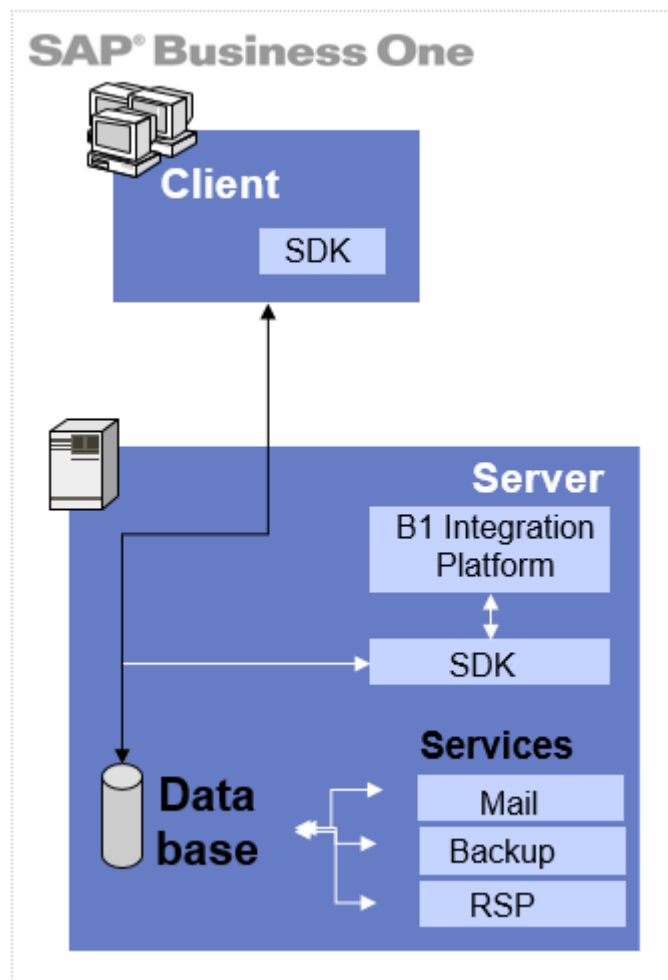 SAP® Business One
Client
SDK
Server
B1 Integration
Platform
SDK
Services
Data
base
Mail
Backup
RSP